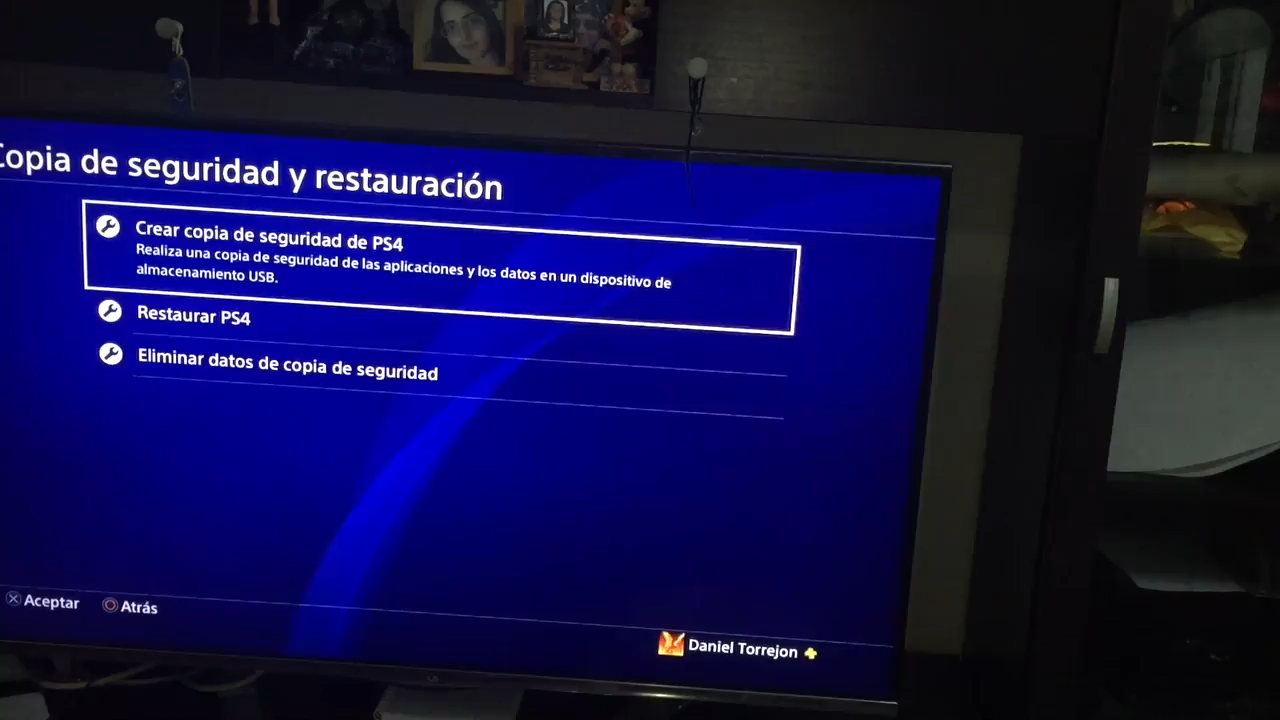 Copia de seguridad y restauración
Crear copia de seguridad de PS4
Realiza una copia de seguridad de las aplicaciones y los datos en un dispositivo de
almacenamiento USB.
Restaurar PS4
Eliminar datos de copia de seguridad
Aceptar
Atrás
Daniel Torrejon
LG